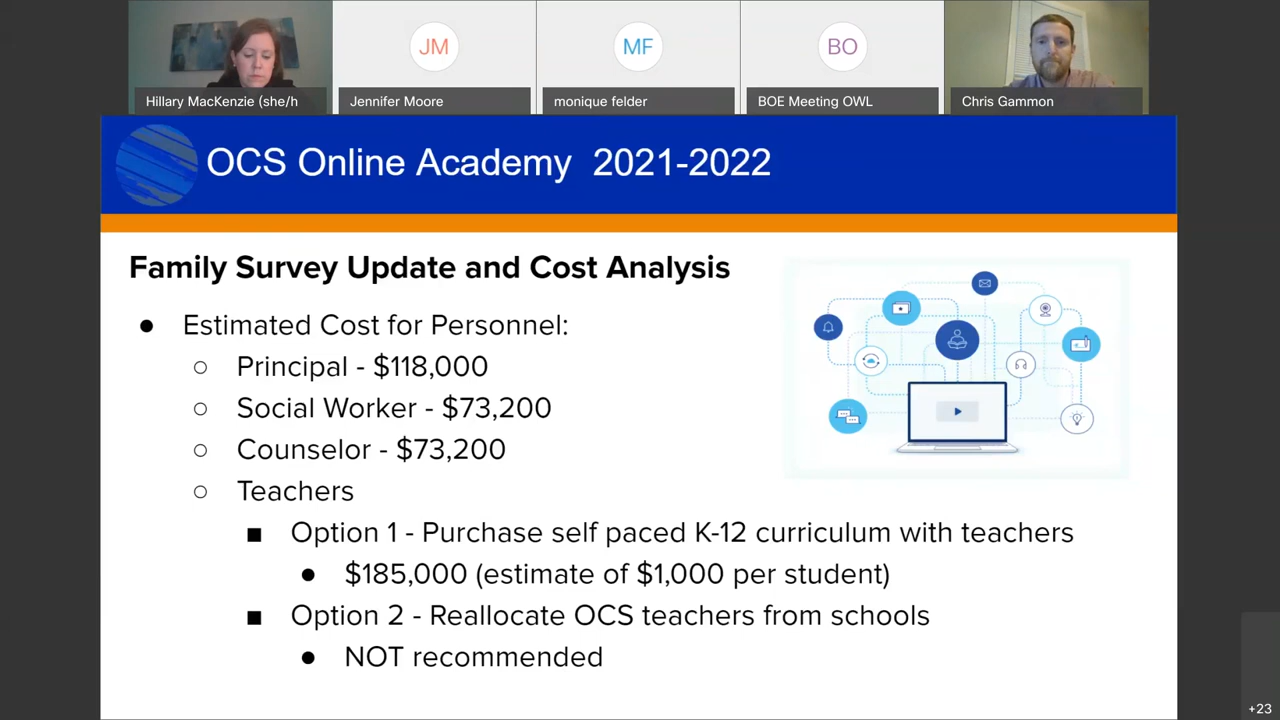 JM
MF
BO
Hillary MacKenzie (she/h
Jennifer Moore
monique felder
BOE Meeting OWL
Chris Gammon
OCS Online Academy 2021-2022
Family Survey Update and Cost Analysis
● Estimated Cost for Personnel:
○ Principal - $118,000
○ Social Worker - $73,200
○ Counselor - $73,200
○ Teachers
■ Option 1 - Purchase self paced K-12 curriculum with teachers
● $185,000 (estimate of $1,000 per student)
■ Option 2 - Reallocate OCS teachers from schools
● NOT recommended
+23